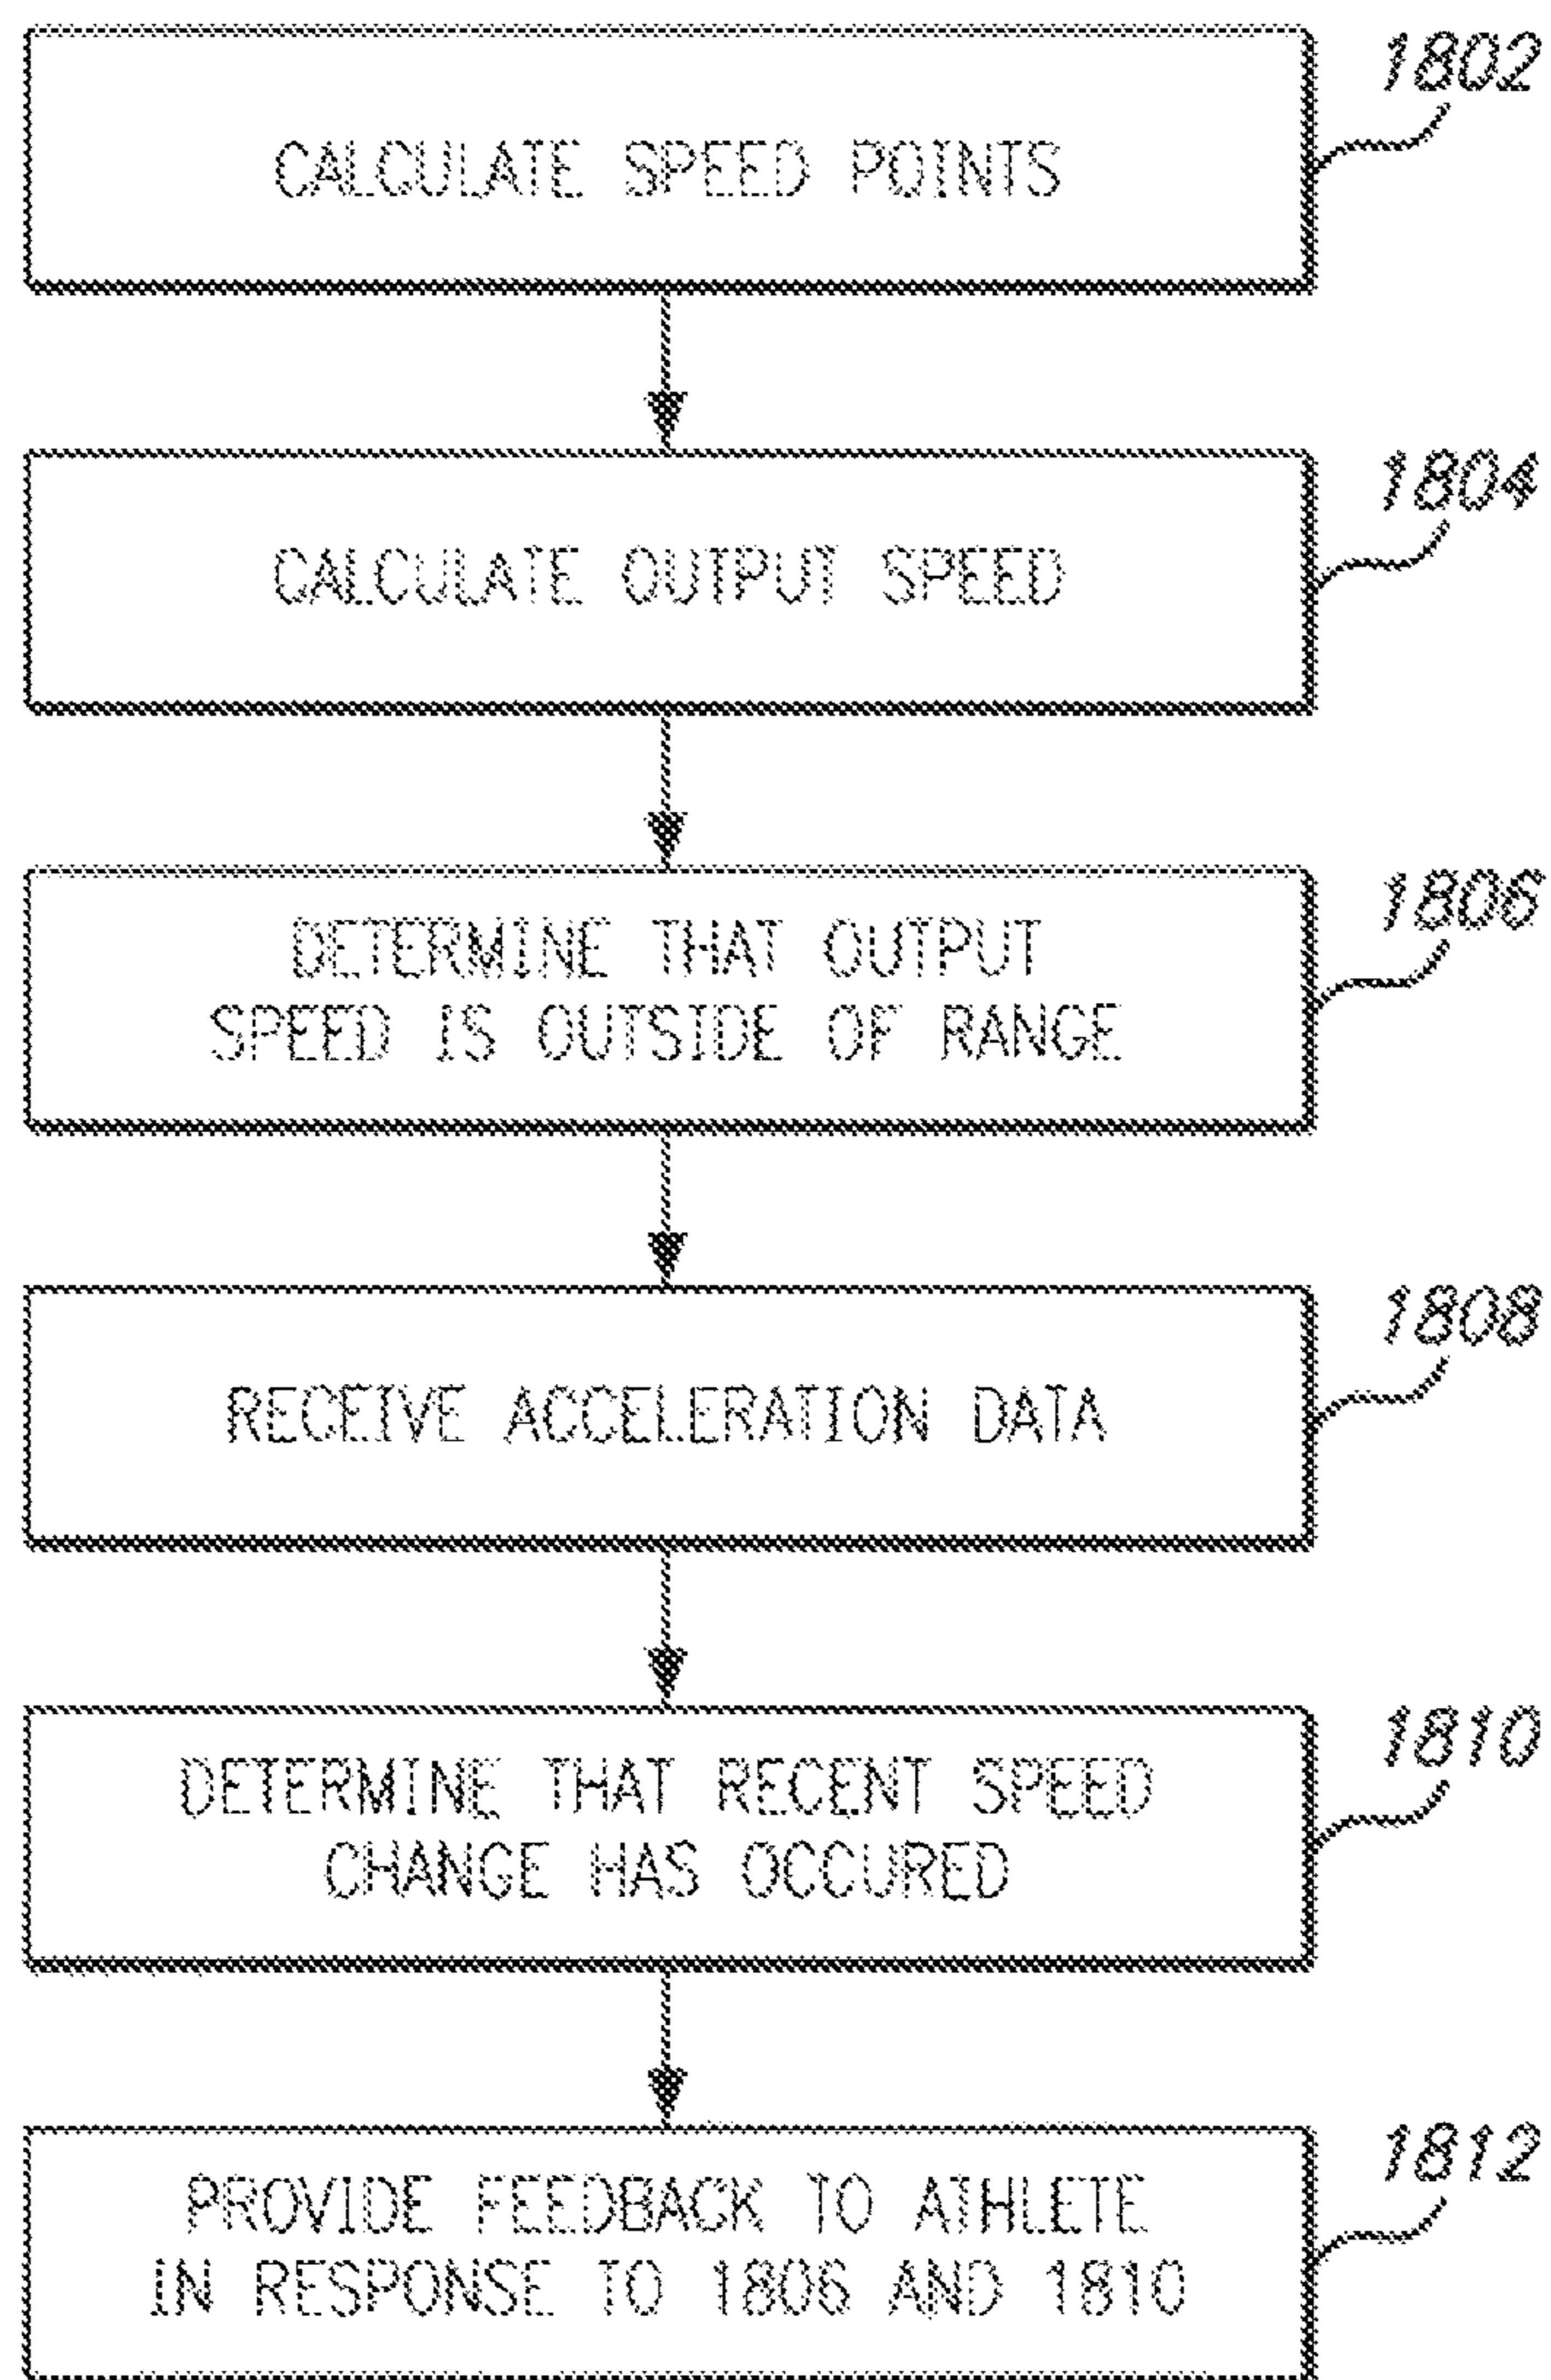 1802
CALCULATE SPEED POINTS
1804
CALCULATE OUTPUT SPEED
1806
DETERMINE THAT OUTPUT
SPEED IS OUTSIDE OF RANGE
1808
RECEIVE ACCELERATION DATA
1810
DETERMINE THAT RECENT SPEED
CHANGE HAS OCCURED
1812
PROVIDE FEEDBACK TO ATHLETE
IN RESPONSE TO 1806 AND 1810